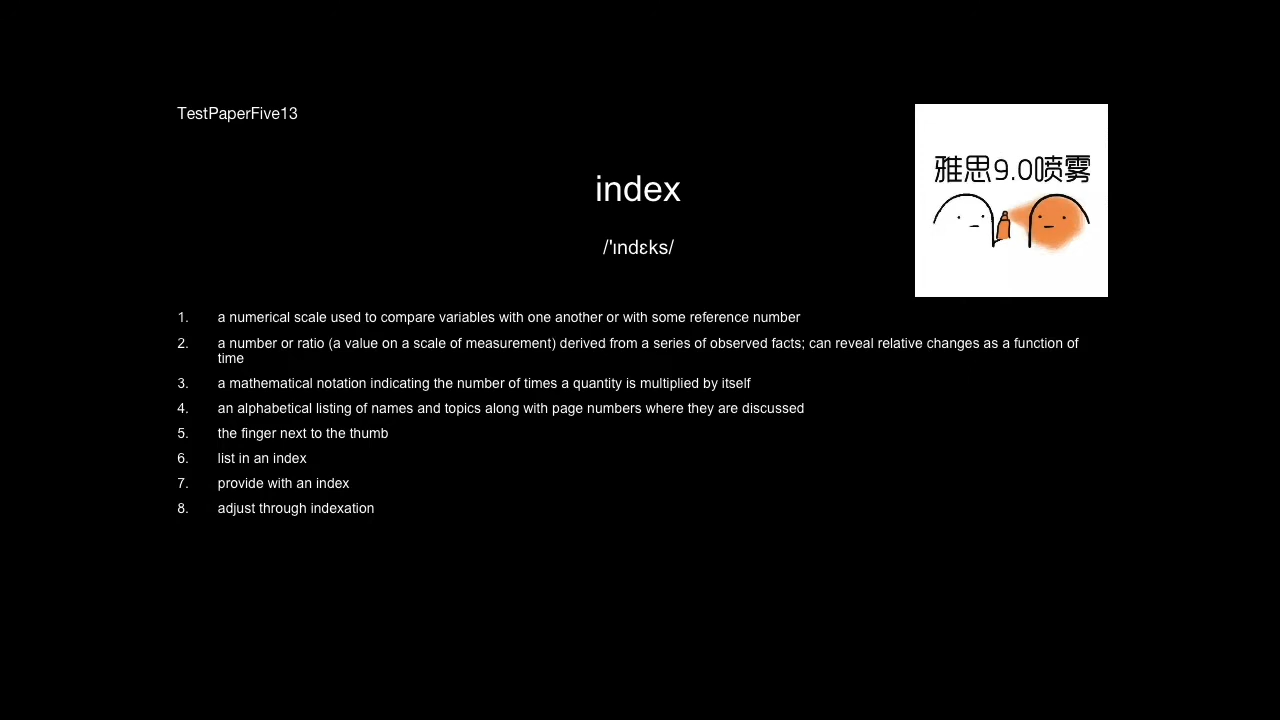 TestPaperFive13
雅思9.0喷雾
index
/'ɪndɛks/
1. a numerical scale used to compare variables with one another or with some reference number
2. a number or ratio (a value on a scale of measurement) derived from a series of observed facts; can reveal relative changes as a function of
time
3. a mathematical notation indicating the number of times a quantity is multiplied by itself
4. an alphabetical listing of names and topics along with page numbers where they are discussed
5. the finger next to the thumb
6. list in an index
7. provide with an index
8. adjust through indexation